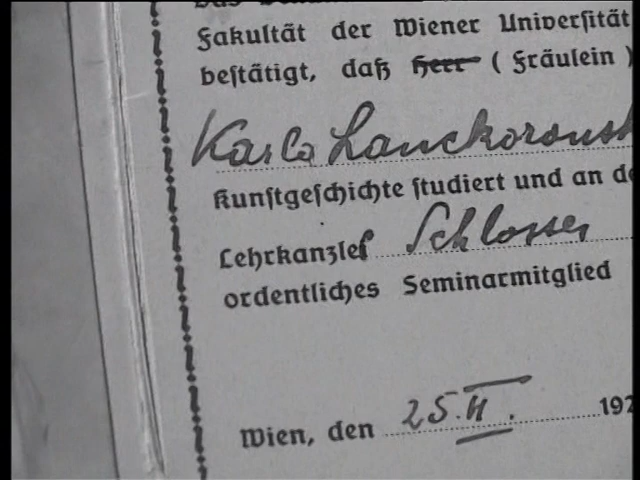 Fakultät der Wiener Universität
bestätigt, daß Herr (Fräulein)
Karla Lanckorońsk
Kunstgeschichte studiert und an de
Lehrkanzlei Schlosser
ordentliches Seminarmitglied
Wien, den 25. II. 192